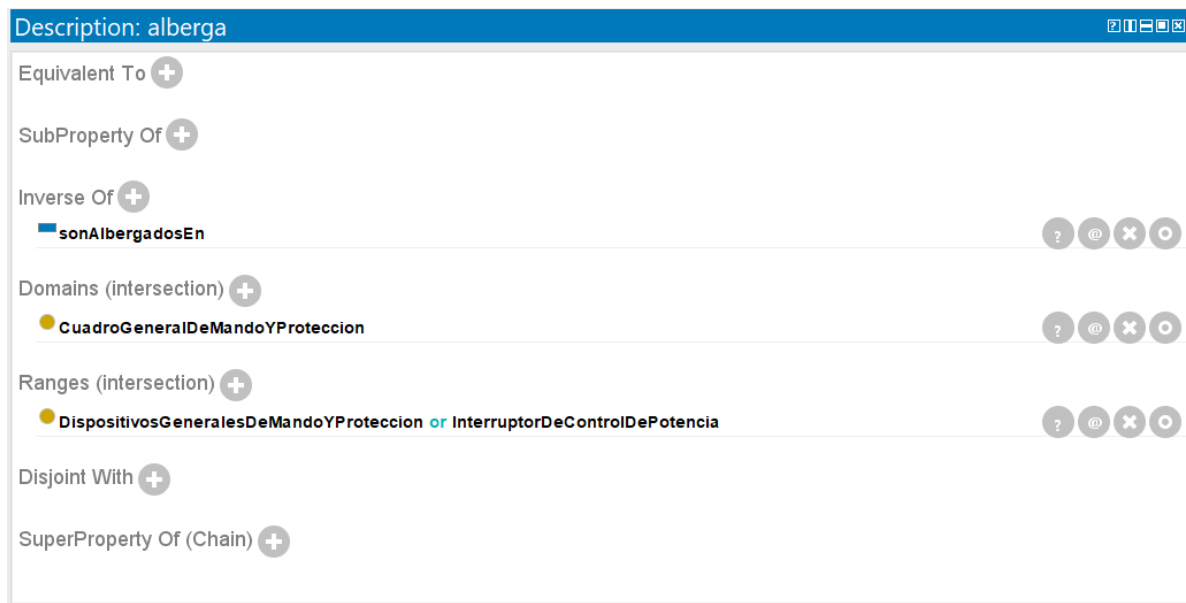 Description: alberga
Equivalent To
SubProperty Of
Inverse Of
sonAlbergadosEn
Domains (intersection)
CuadroGeneralDeMandoYProteccion
Ranges (intersection)
DispositivosGeneralesDeMandoYProteccion or InterruptorDeControlDePotencia
Disjoint With
SuperProperty Of (Chain)